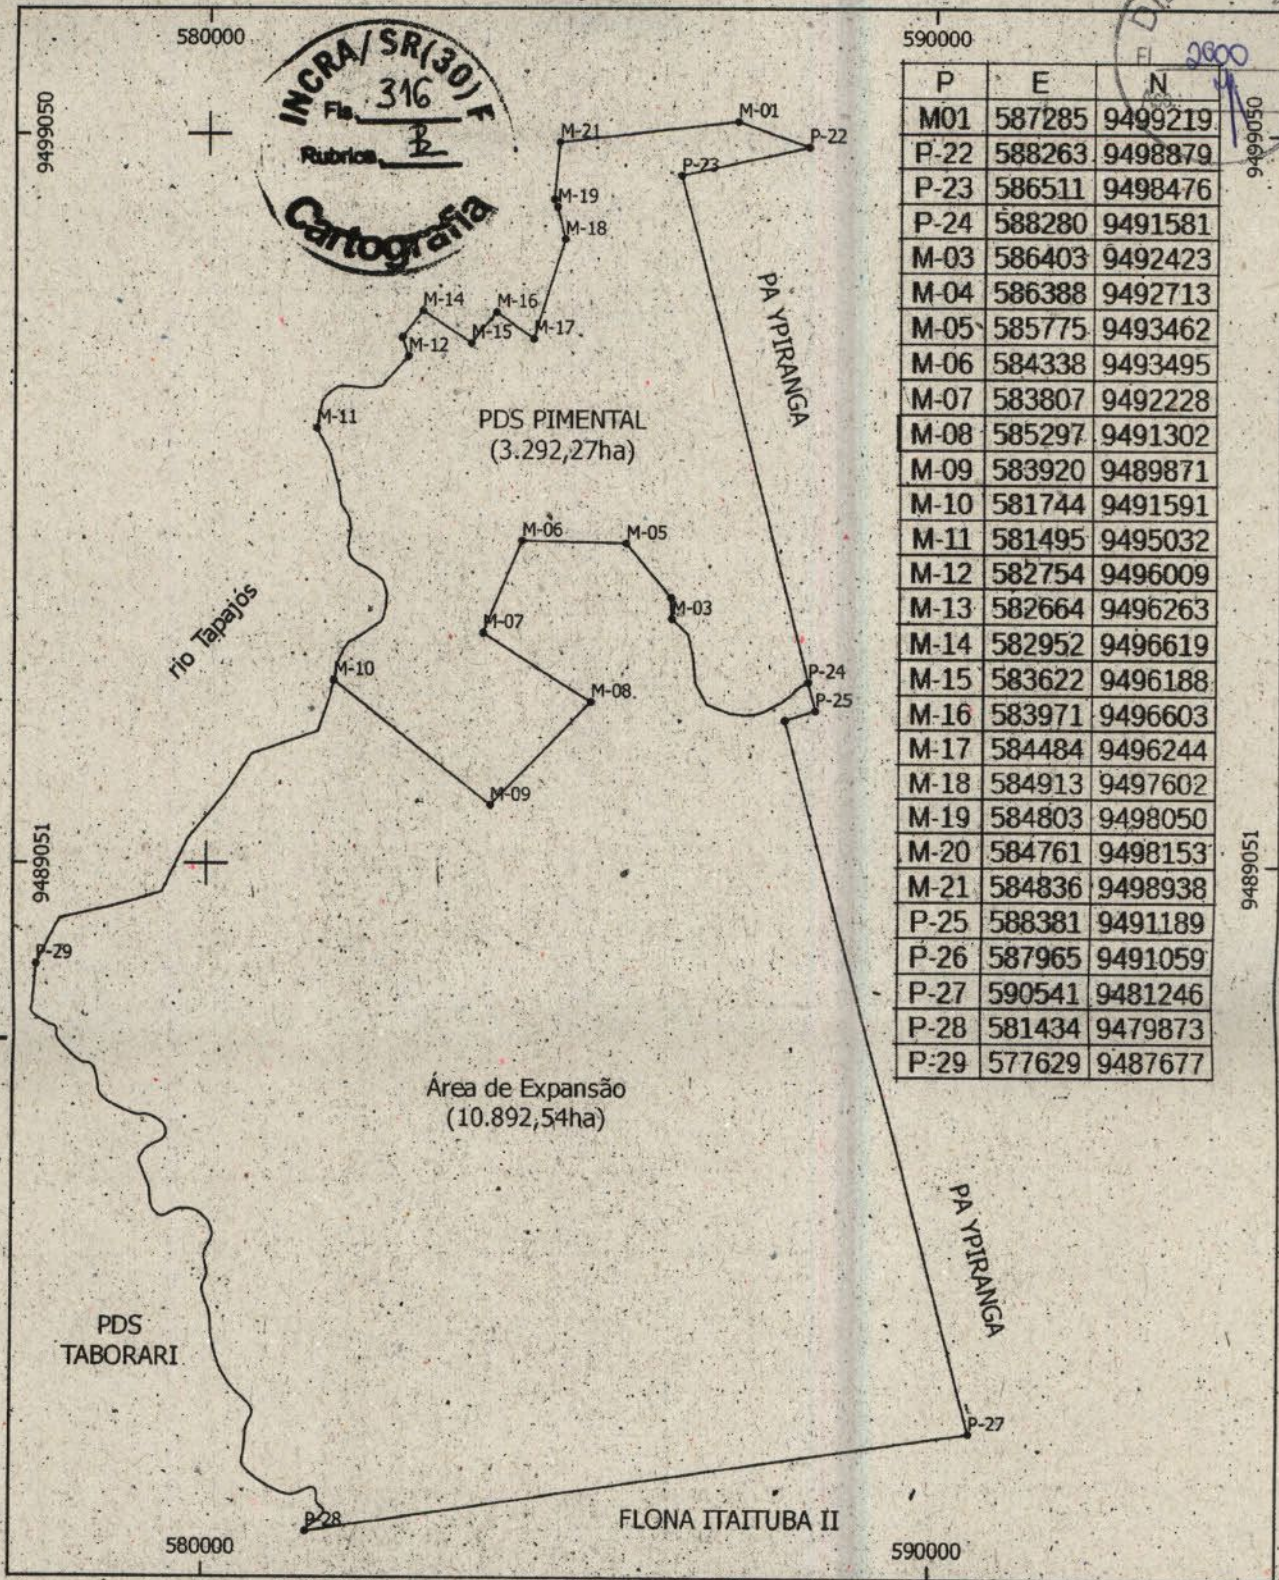 580000
590000
INCRA/SR(30) F
Fls. 316
Rubrica
Cartografia
Fl. 2600
9499050
9499050
P E N
M01 587285 9499219
P-22 588263 9498879
P-23 586511 9498476
P-24 588280 9491581
M-03 586403 9492423
M-04 586388 9492713
M-05 585775 9493462
M-06 584338 9493495
M-07 583807 9492228
M-08 585297 9491302
M-09 583920 9489871
M-10 581744 9491591
M-11 581495 9495032
M-12 582754 9496009
M-13 582664 9496263
M-14 582952 9496619
M-15 583622 9496188
M-16 583971 9496603
M-17 584484 9496244
M-18 584913 9497602
M-19 584803 9498050
M-20 584761 9498153
M-21 584836 9498938
P-25 588381 9491189
P-26 587965 9491059
P-27 590541 9481246
P-28 581434 9479873
P-29 577629 9487677
M-01
M-21
P-22
P-23
M-19
M-18
M-14
M-16
M-15
M-17
M-12
M-11
PA YPIRANGA
PDS PIMENTAL
(3.292,27ha)
M-06
M-05
M-03
M-07
rio Tapajós
M-10
M-08
P-24
P-25
M-09
9489051
9489051
P-29
Área de Expansão
(10.892,54ha)
PA YPIRANGA
PDS
TABORARI
P-27
P-28
FLONA ITAITUBA II
580000
590000